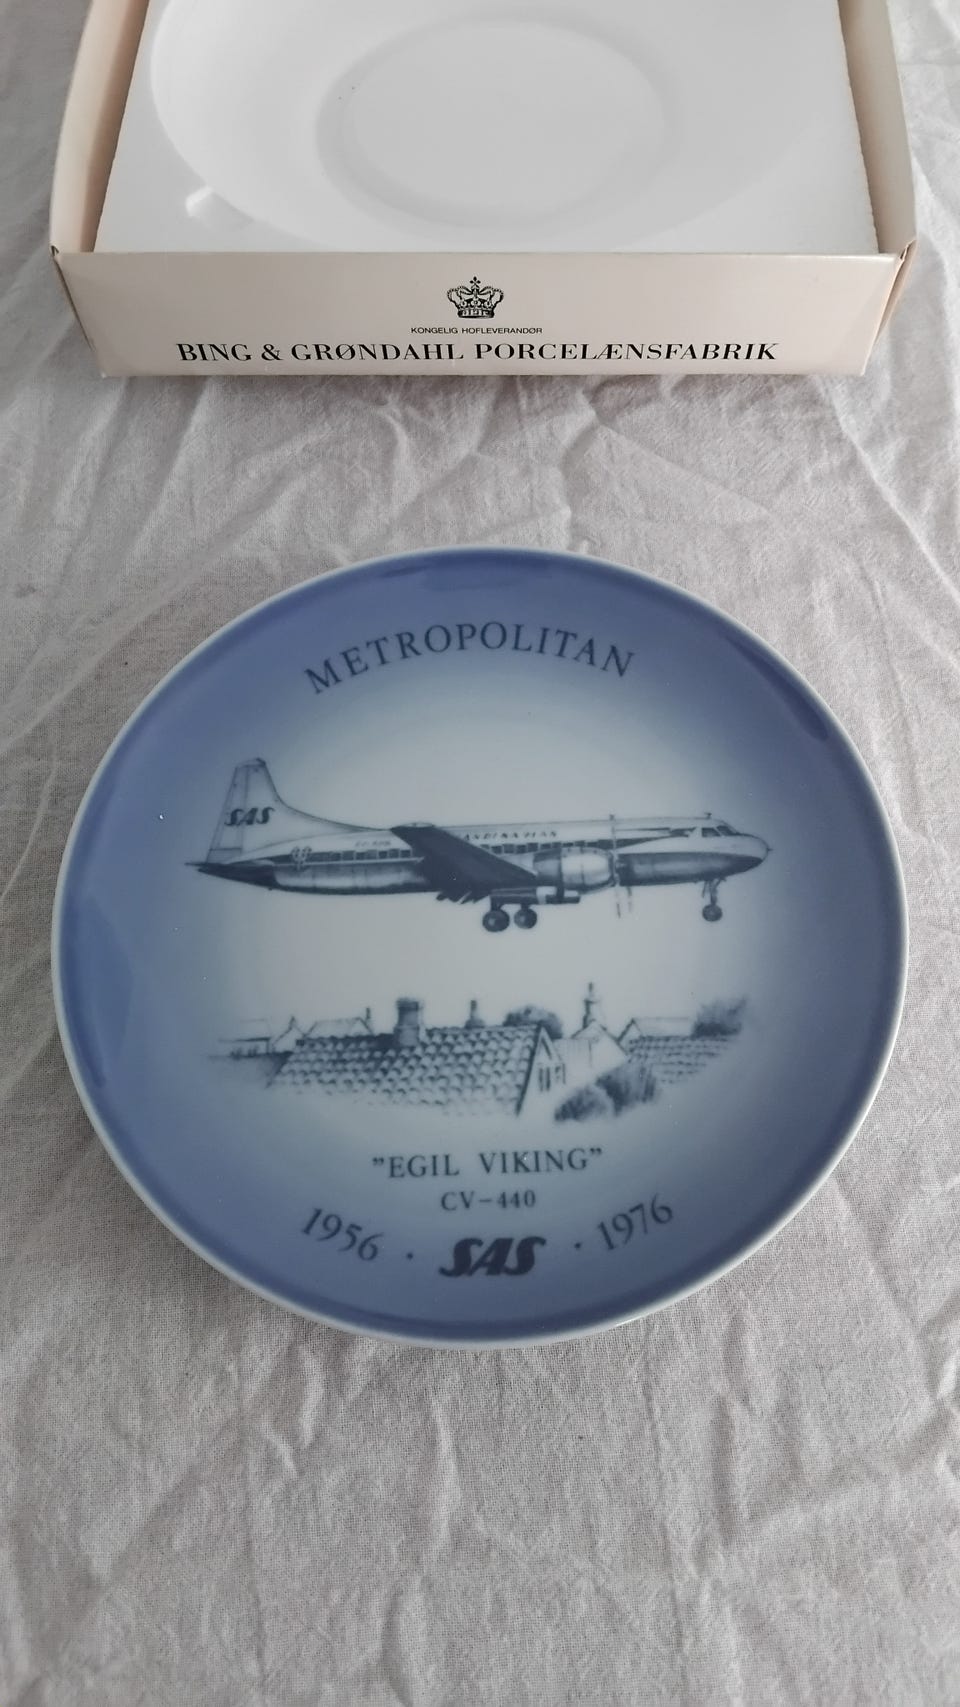 KONGELIG HOFLEVERANDØR
BING & GRØNDAHL PORCELÆNSFABRIK
METROPOLITAN
SAS
"EGIL VIKING"
CV-440
1956 · SAS · 1976